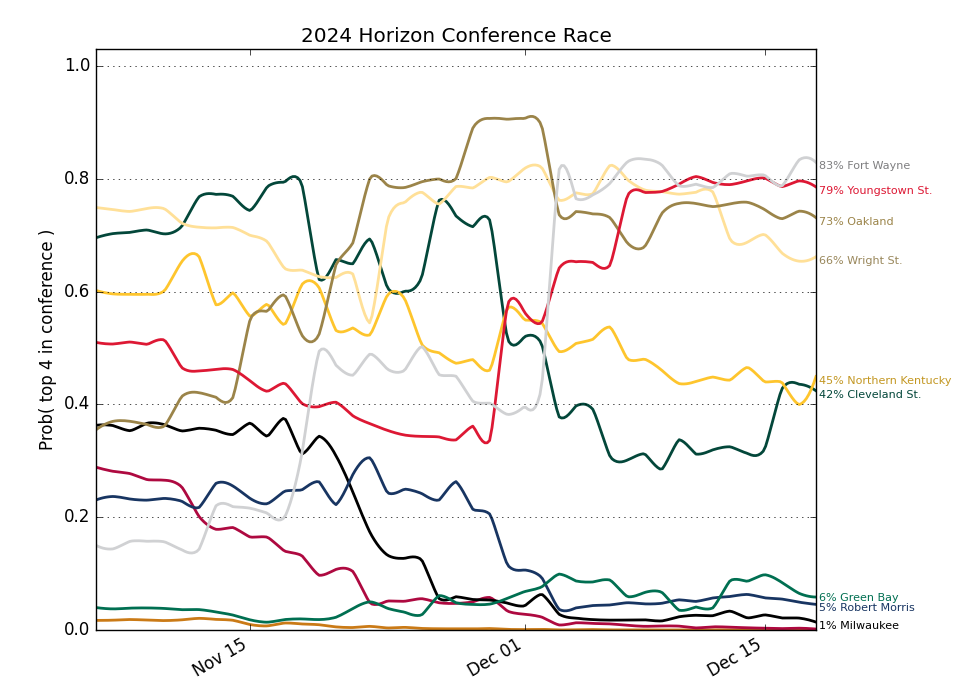 2024 Horizon Conference Race
Prob( top 4 in conference )
1.0
0.8
0.6
0.4
0.2
0.0
Nov 15
Dec 01
Dec 15
83% Fort Wayne
79% Youngstown St.
73% Oakland
66% Wright St.
45% Northern Kentucky
42% Cleveland St.
6% Green Bay
5% Robert Morris
1% Milwaukee